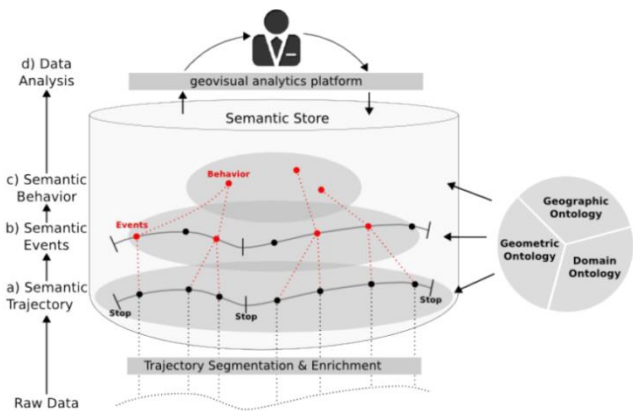 d) Data
Analysis
geovisual analytics platform
Semantic Store
c) Semantic
Behavior
Behavior
b) Semantic
Events
Events
a) Semantic
Trajectory
Stop
Stop
Stop
Trajectory Segmentation & Enrichment
Raw Data
Geographic
Ontology
Geometric
Ontology
Domain
Ontology